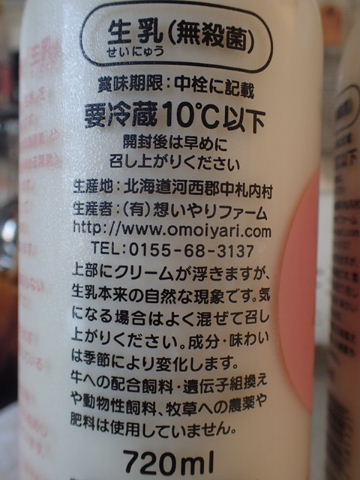 生乳(無殺菌)
せいにゅう
賞味期限:中栓に記載
要冷蔵10℃以下
開封後は早めに
召し上がりください
生産地:北海道河西郡中札内村
生産者:(有)想いやりファーム
http://www.omoiyari.com
TEL:0155-68-3137
上部にクリームが浮きますが、
生乳本来の自然な現象です。気
になる場合はよく混ぜて召し
上がりください。成分・味わい
は季節により変化します。
牛への配合飼料・遺伝子組換え
や動物性飼料、牧草への農薬や
肥料は使用していません。
720ml